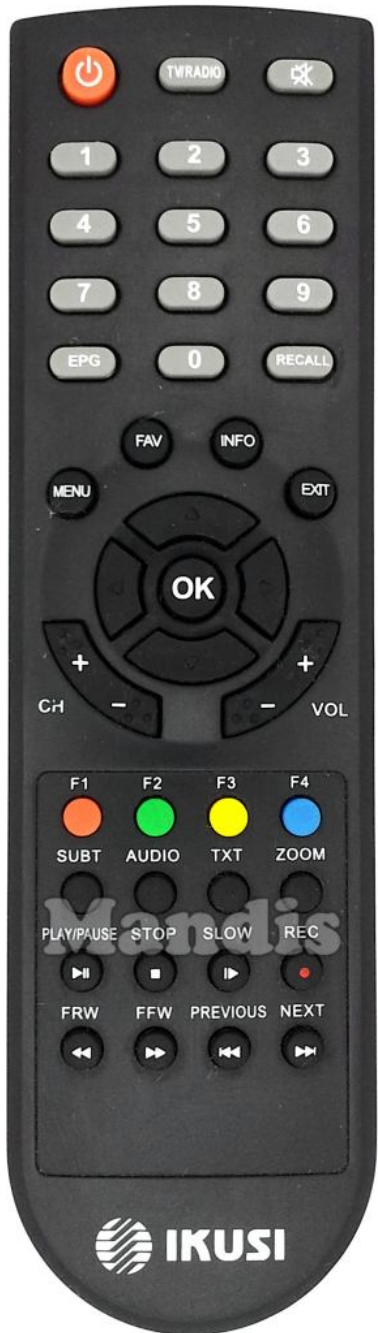 TV/RADIO
1 2 3
4 5 6
7 8 9
EPG 0 RECALL
FAV INFO
MENU EXIT
OK
+ +
CH - - VOL
F1 F2 F3 F4
SUBT AUDIO TXT ZOOM
Mandis
PLAY/PAUSE STOP SLOW REC
FRW FFW PREVIOUS NEXT
IKUSI